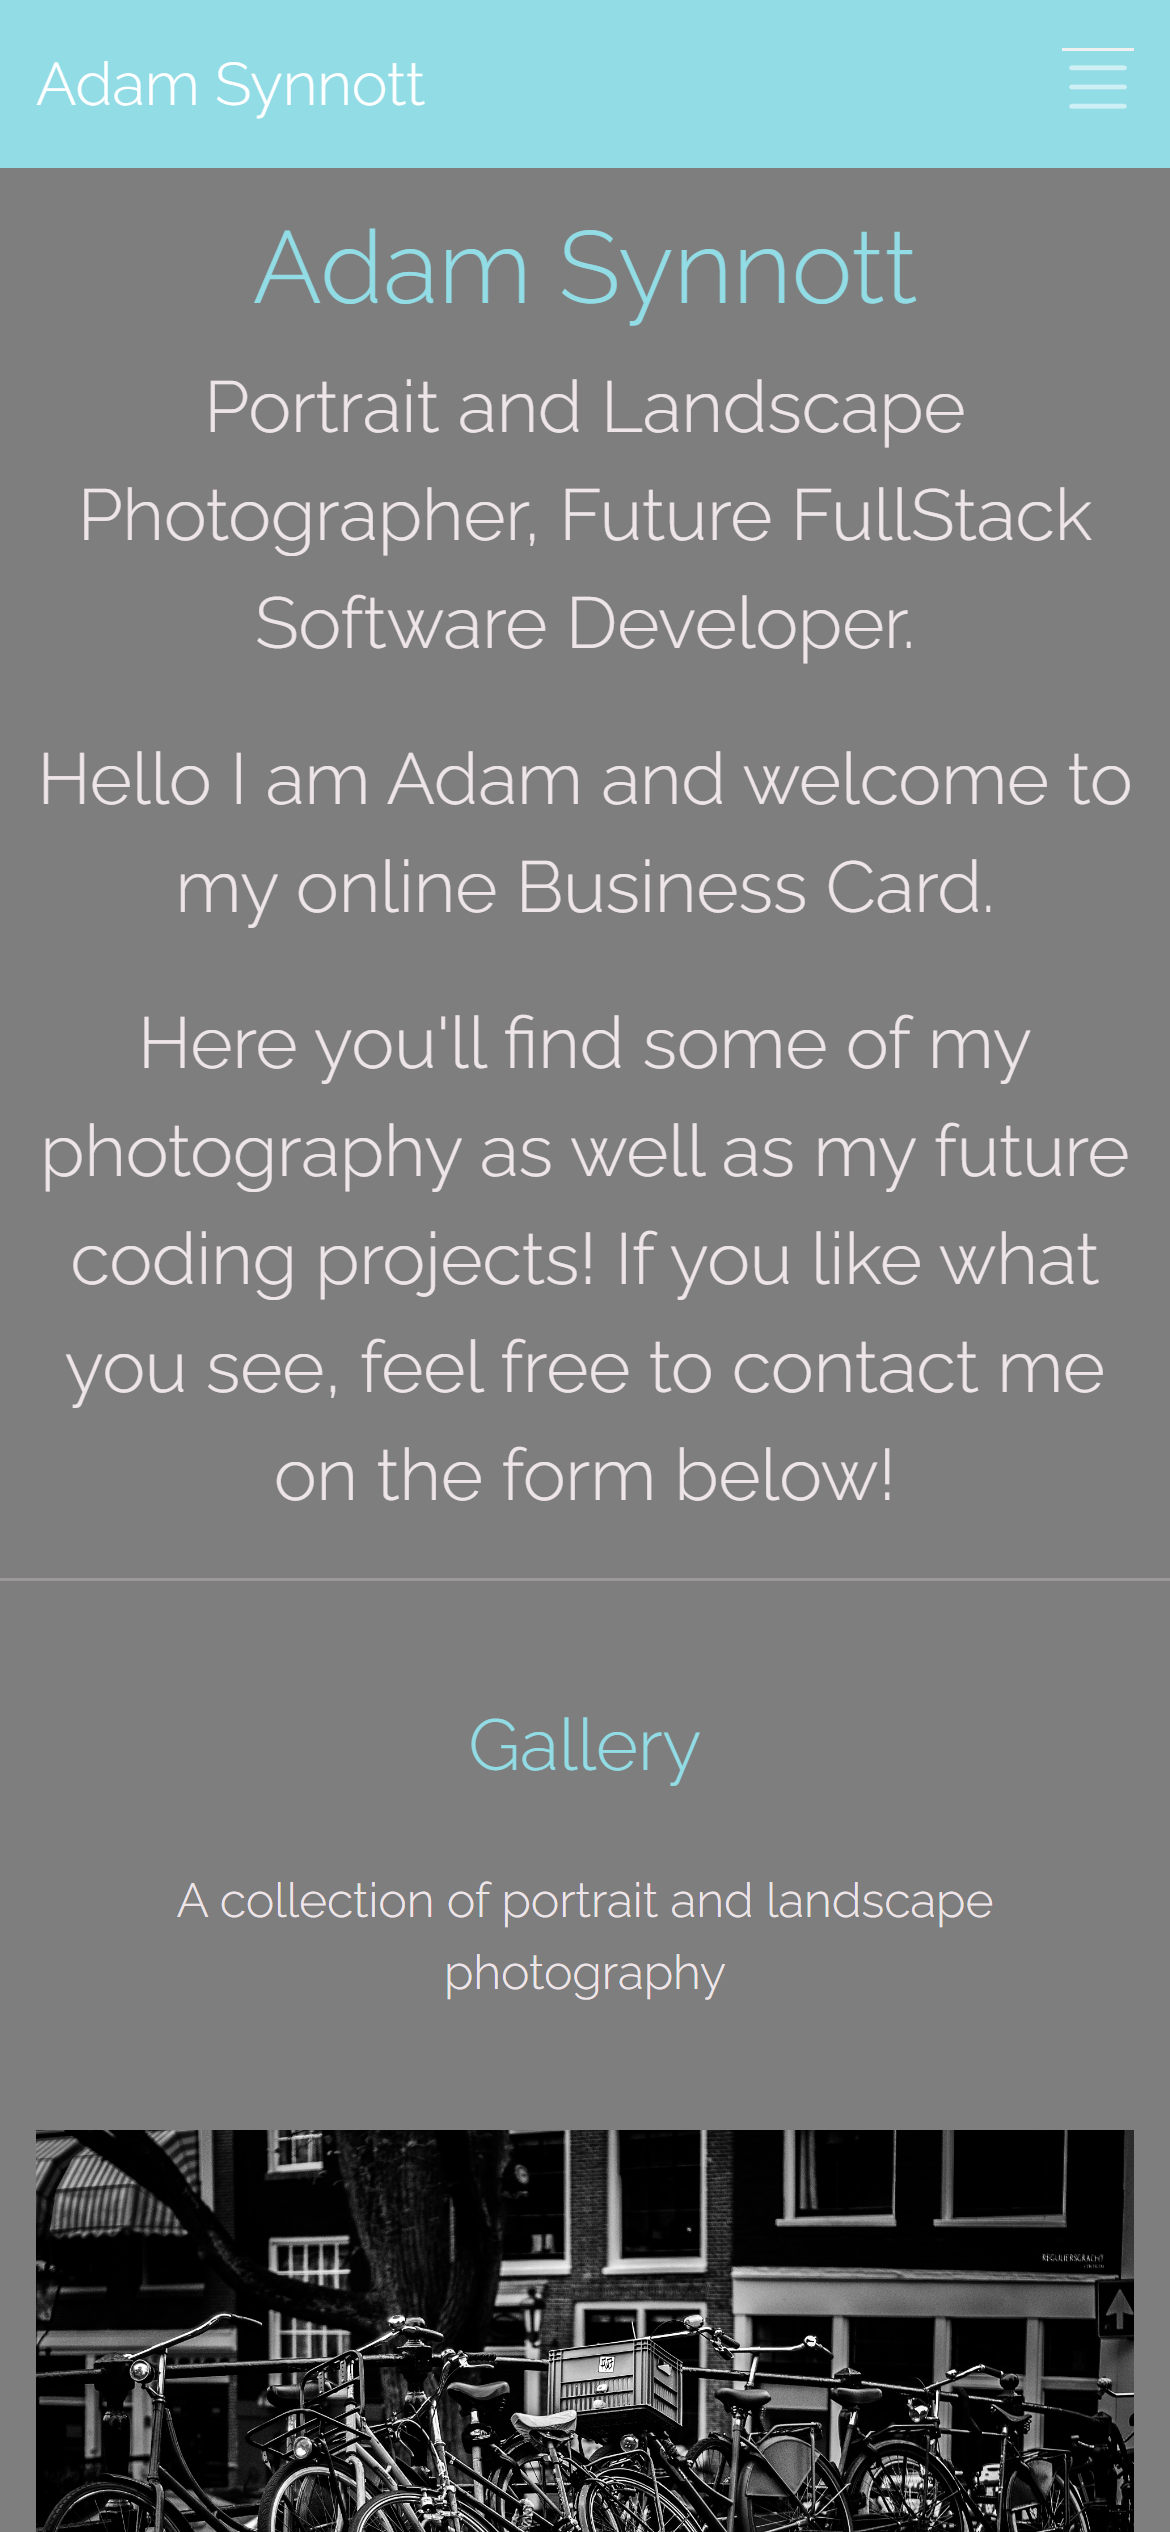 Adam Synnott
Adam Synnott
Portrait and Landscape
Photographer, Future FullStack
Software Developer.
Hello I am Adam and welcome to
my online Business Card.
Here you'll find some of my
photography as well as my future
coding projects! If you like what
you see, feel free to contact me
on the form below!
Gallery
A collection of portrait and landscape
photography
REGULIERSGRACHT